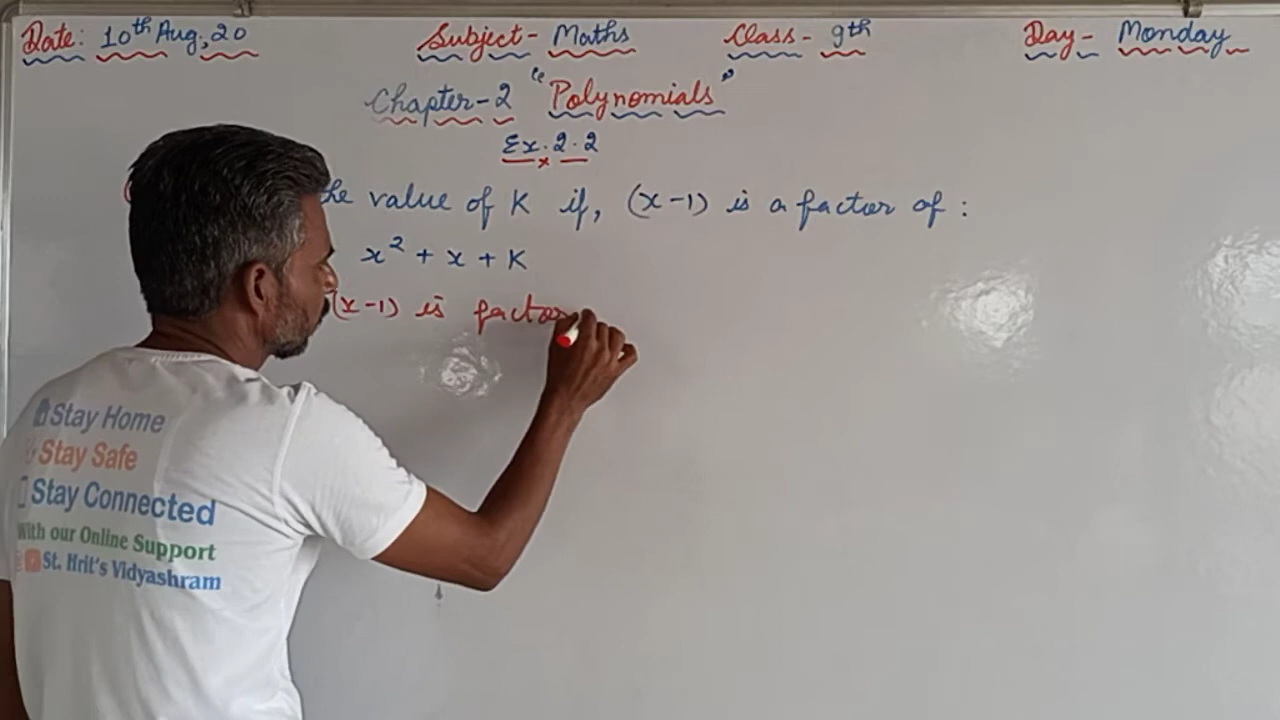 Date: 10th Aug, 20 Subject- Maths Class- 9th Day- Monday
Chapter-2 "Polynomials"
Ex. 2.2
he value of K if, (x-1) is a factor of :
x² + x + K
(x-1) is factor
Stay Home
Stay Safe
Stay Connected
With our Online Support
St. Hrit's Vidyashram